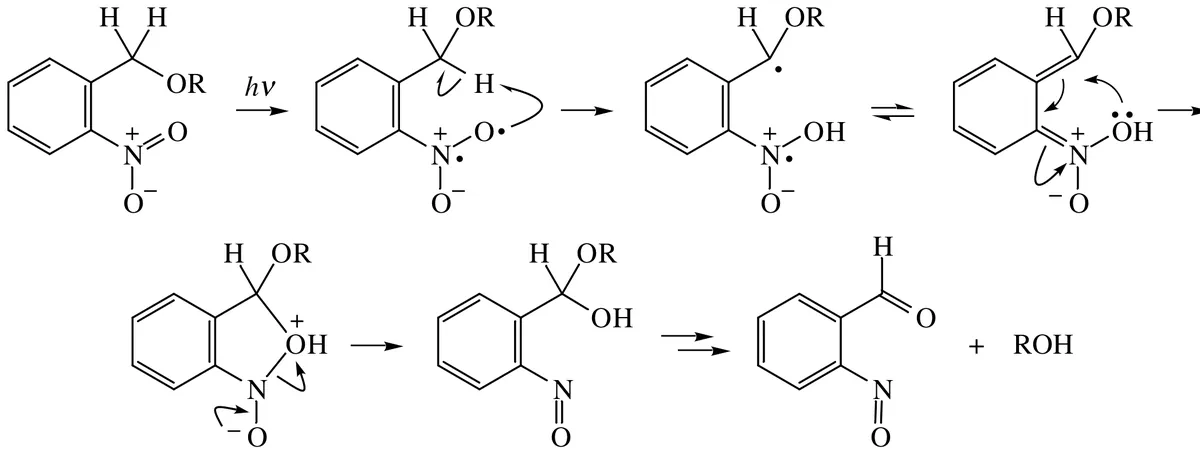 H H H OR H OR H OR
OR hν H
+ O + O• + OH OH
N N• N• N+
O− O− O− −O
H OR H OR H
+ OH OH O + ROH
N N N
−O O O